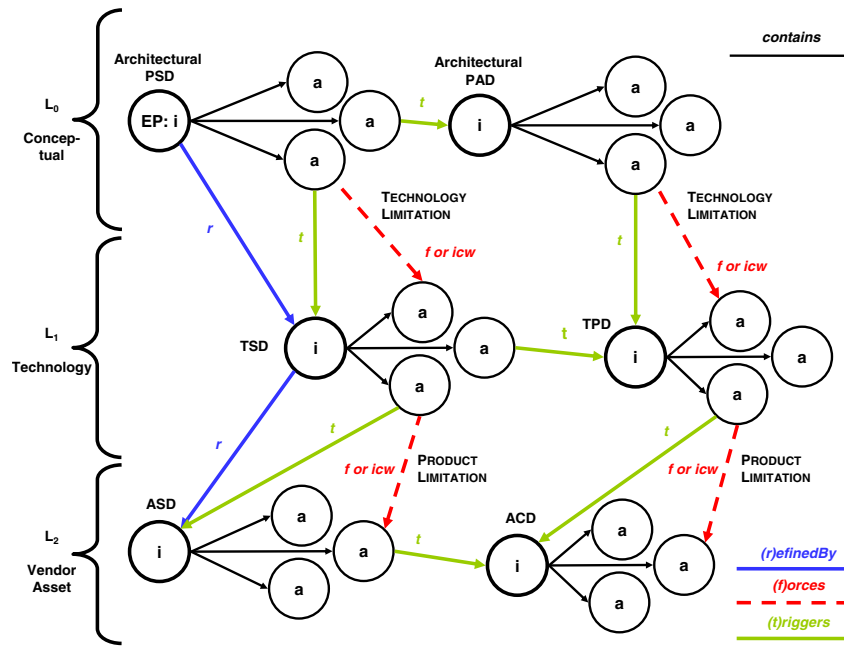 Architectural
PSD
Architectural
PAD
contains
L0
Concep-
tual
EP: i
a
a
a
t
i
a
a
a
TECHNOLOGY
LIMITATION
TECHNOLOGY
LIMITATION
r
t
f or icw
t
f or icw
L1
Technology
TSD
i
a
a
a
t
TPD
i
a
a
a
r
t
f or icw
PRODUCT
LIMITATION
t
f or icw
PRODUCT
LIMITATION
L2
Vendor
Asset
ASD
i
a
a
a
t
ACD
i
a
a
a
(r)efinedBy
(f)orces
(t)riggers